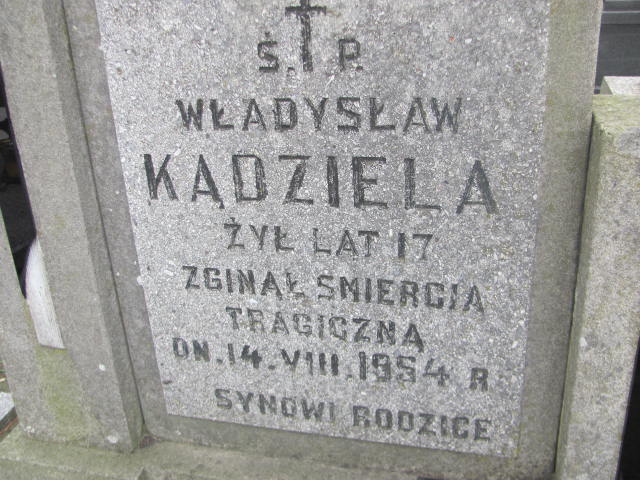 Ś. P.
WŁADYSŁAW
KĄDZIELA
ŻYŁ LAT 17
ZGINĄŁ ŚMIERCIĄ
TRAGICZNĄ
DN. 14. VIII. 1954 R
SYNOWI RODZICE